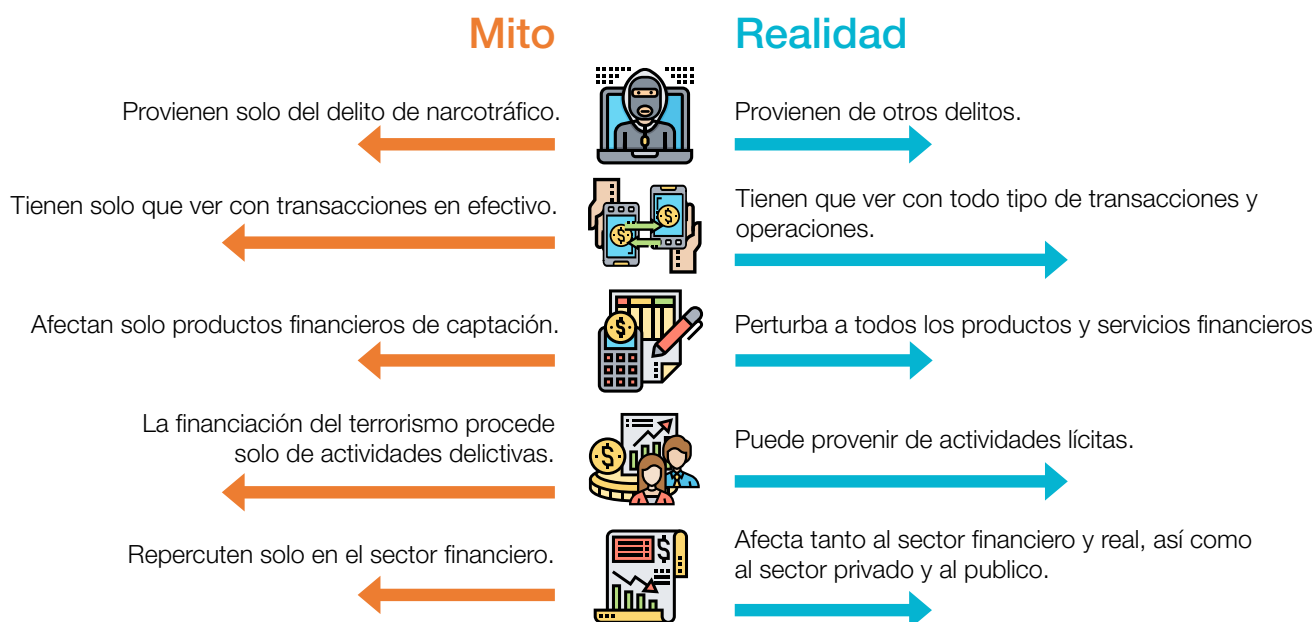 Mito
Realidad
Provienen solo del delito de narcotráfico.
Provienen de otros delitos.
Tienen solo que ver con transacciones en efectivo.
Tienen que ver con todo tipo de transacciones y
operaciones.
Afectan solo productos financieros de captación.
Perturba a todos los productos y servicios financieros
La financiación del terrorismo procede
solo de actividades delictivas.
Puede provenir de actividades lícitas.
Repercuten solo en el sector financiero.
Afecta tanto al sector financiero y real, así como
al sector privado y al publico.